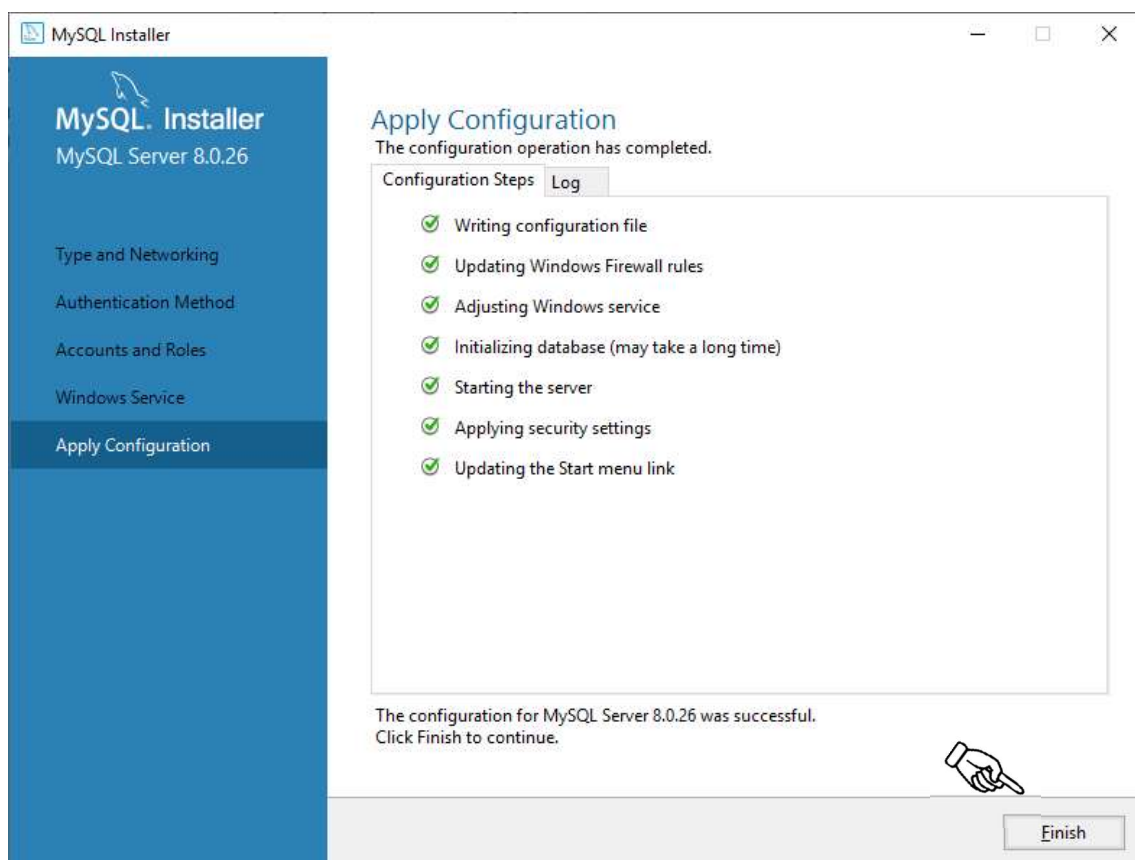 MySQL Installer
MySQL. Installer
MySQL Server 8.0.26
Type and Networking
Authentication Method
Accounts and Roles
Windows Service
Apply Configuration
Apply Configuration
The configuration operation has completed.
Configuration Steps
Log
Writing configuration file
Updating Windows Firewall rules
Adjusting Windows service
Initializing database (may take a long time)
Starting the server
Applying security settings
Updating the Start menu link
The configuration for MySQL Server 8.0.26 was successful.
Click Finish to continue.
Finish